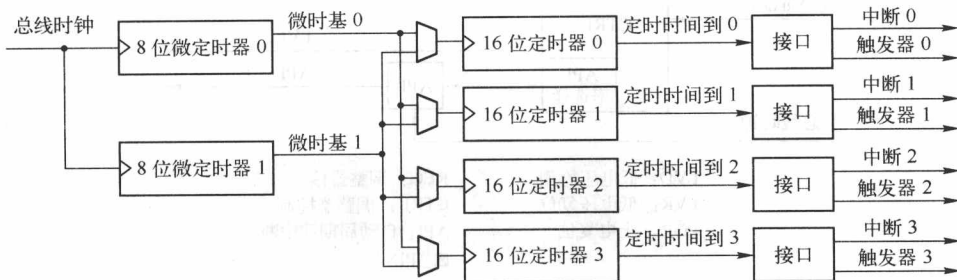 总线时钟
8 位微定时器 0
微时基 0
16 位定时器 0
定时时间到 0
接口
中断 0
触发器 0
16 位定时器 1
定时时间到 1
接口
中断 1
触发器 1
8 位微定时器 1
微时基 1
16 位定时器 2
定时时间到 2
接口
中断 2
触发器 2
16 位定时器 3
定时时间到 3
接口
中断 3
触发器 3